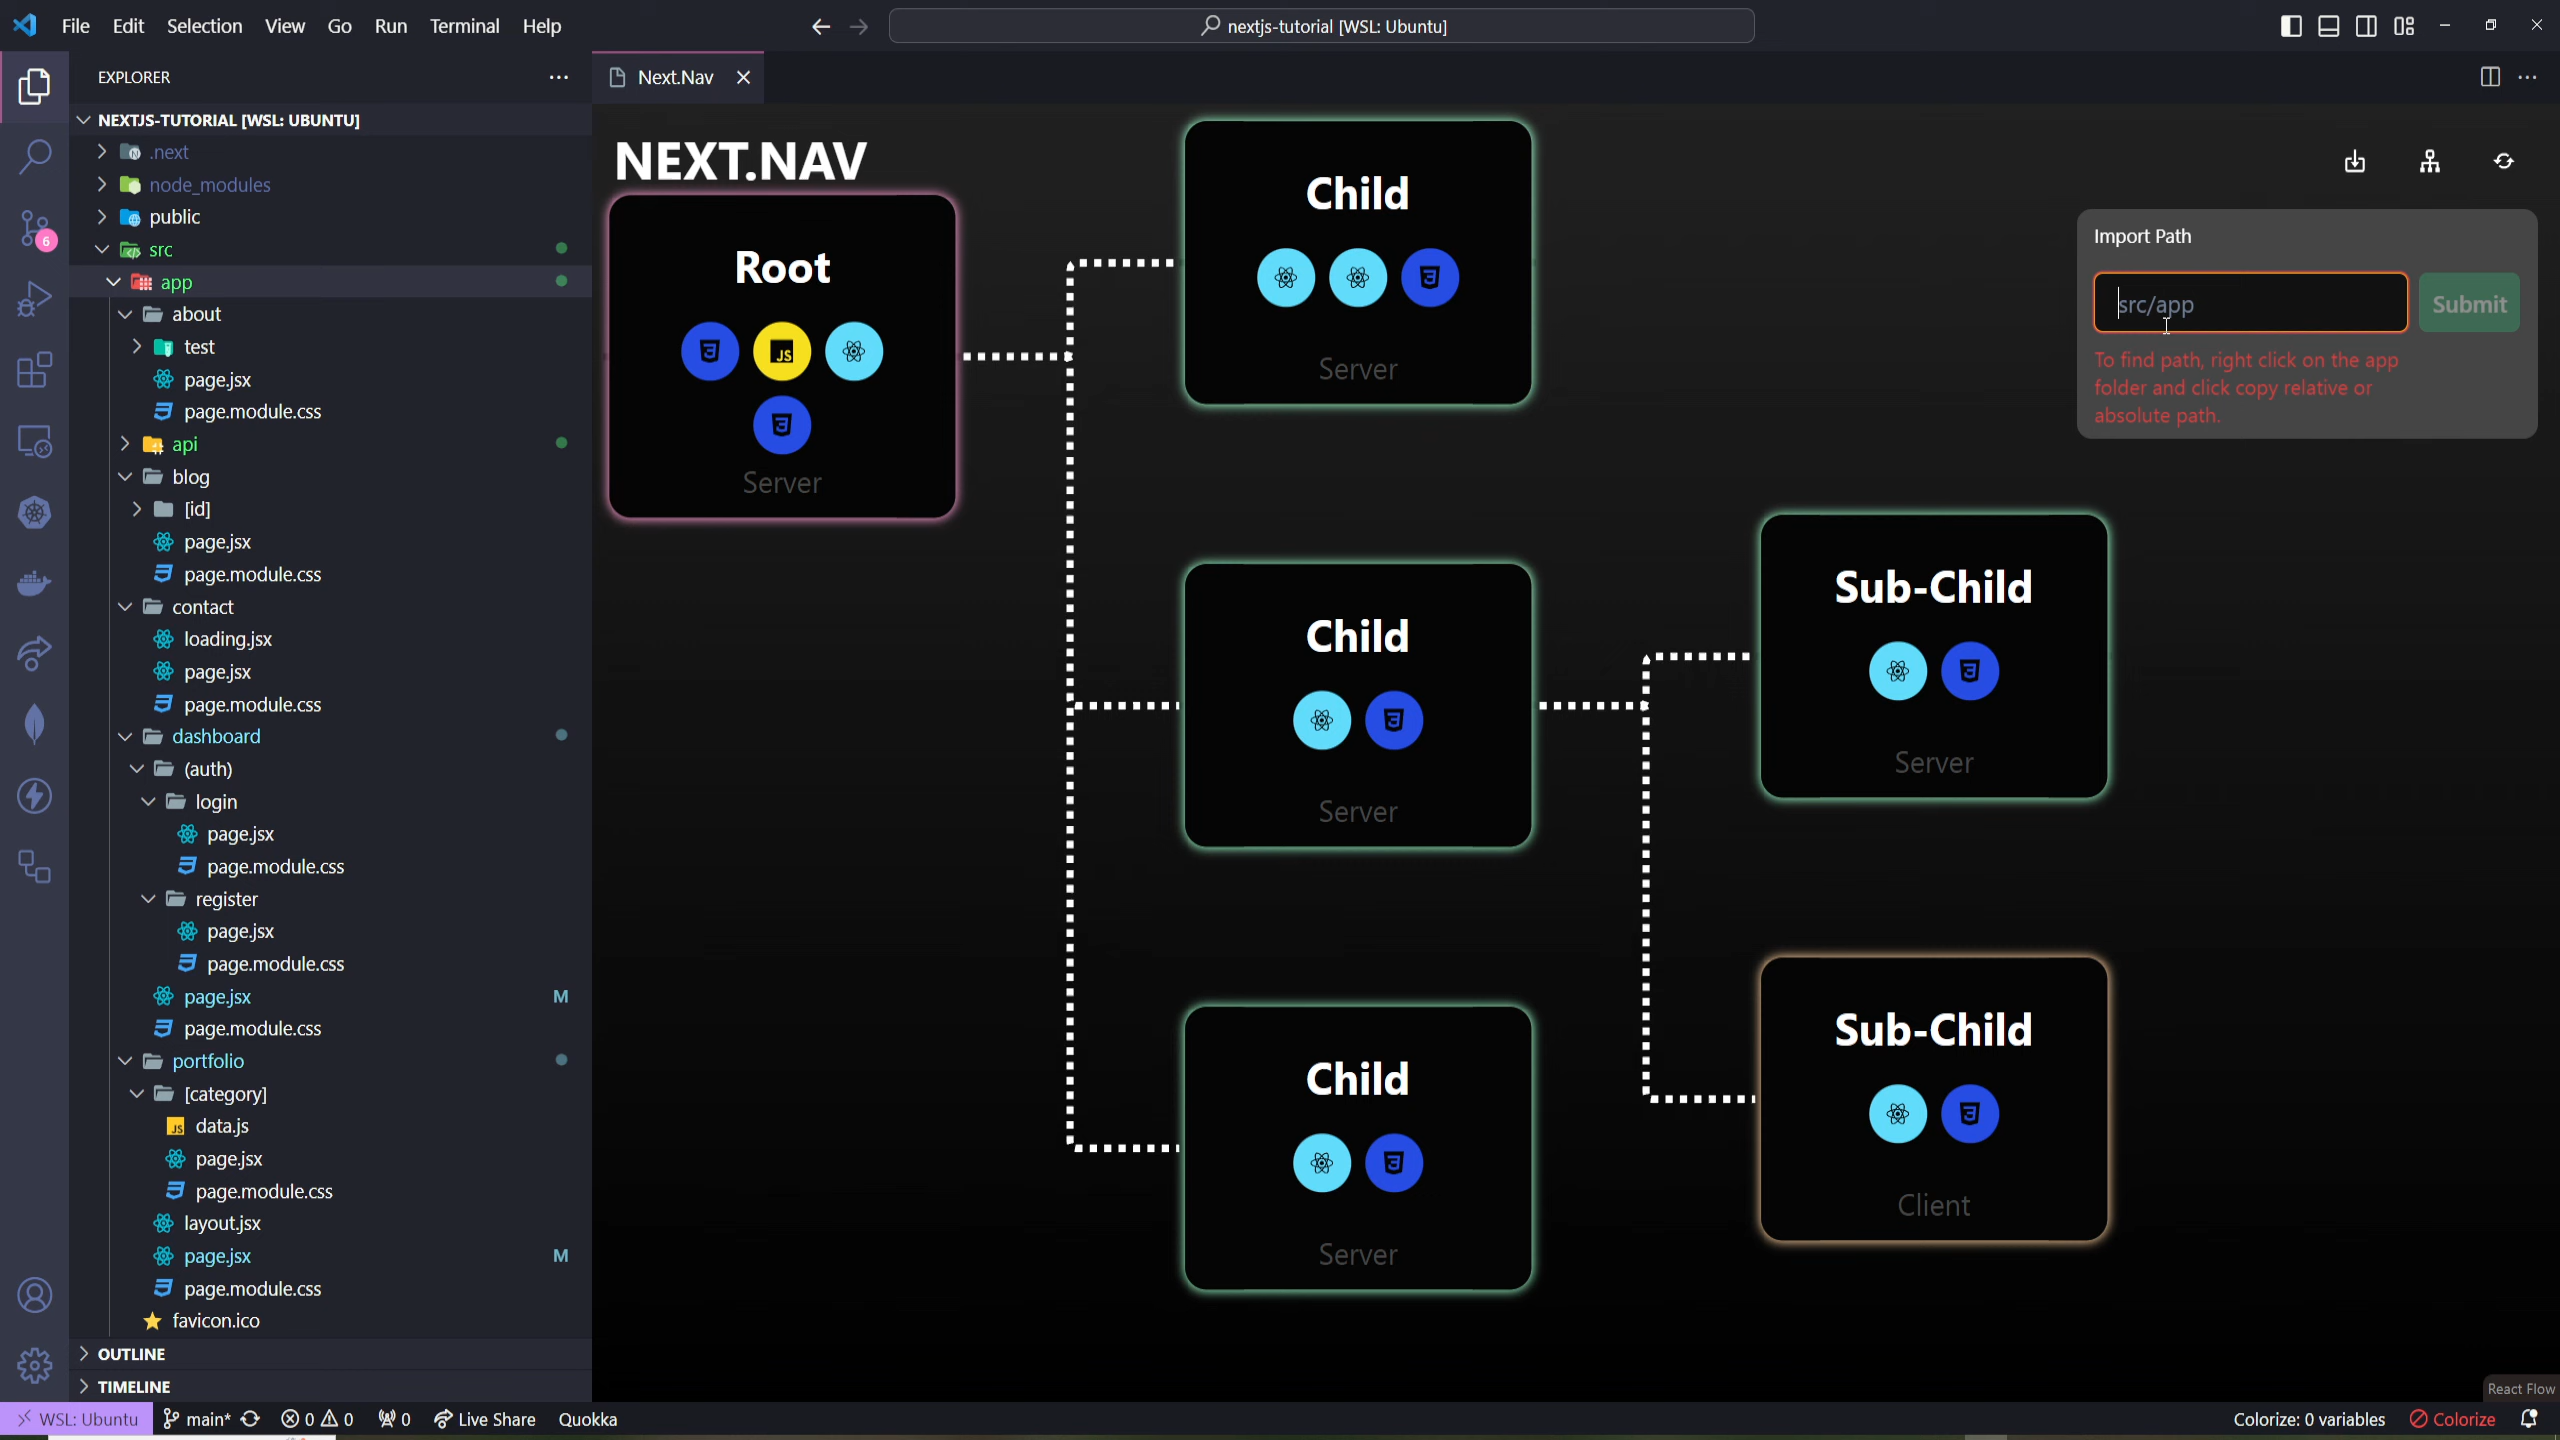 File Edit Selection View Go Run Terminal Help
nextjs-tutorial [WSL: Ubuntu]
EXPLORER
Next.Nav
NEXTJS-TUTORIAL [WSL: UBUNTU]
.next
node_modules
public
src
app
about
test
page.jsx
page.module.css
api
blog
[id]
page.jsx
page.module.css
contact
loading.jsx
page.jsx
page.module.css
dashboard
(auth)
login
page.jsx
page.module.css
register
page.jsx
page.module.css
page.jsx M
page.module.css
portfolio
[category]
data.js
page.jsx
page.module.css
layout.jsx
page.jsx M
page.module.css
favicon.ico
OUTLINE
TIMELINE
6
NEXT.NAV
Root
JS
Server
Child
Server
Child
Server
Child
Server
Sub-Child
Server
Sub-Child
Client
Import Path
src/app
Submit
To find path, right click on the app
folder and click copy relative or
absolute path.
React Flow
WSL: Ubuntu main* 0 0 0 Live Share Quokka
Colorize: 0 variables Colorize